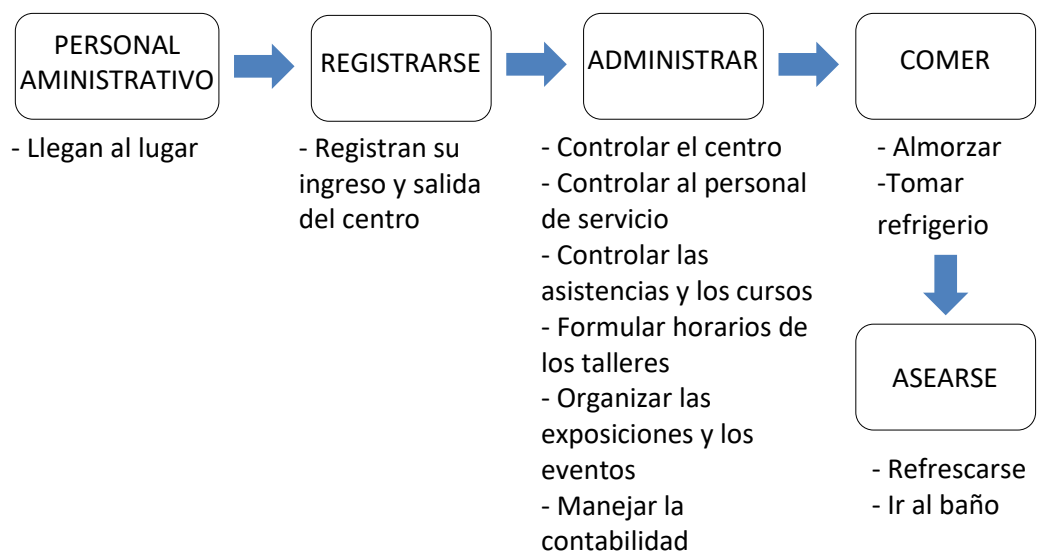 PERSONAL
AMINISTRATIVO
- Llegan al lugar
REGISTRARSE
- Registran su
ingreso y salida
del centro
ADMINISTRAR
- Controlar el centro
- Controlar al personal
de servicio
- Controlar las
asistencias y los cursos
- Formular horarios de
los talleres
- Organizar las
exposiciones y los
eventos
- Manejar la
contabilidad
COMER
- Almorzar
-Tomar
refrigerio
ASEARSE
- Refrescarse
- Ir al baño